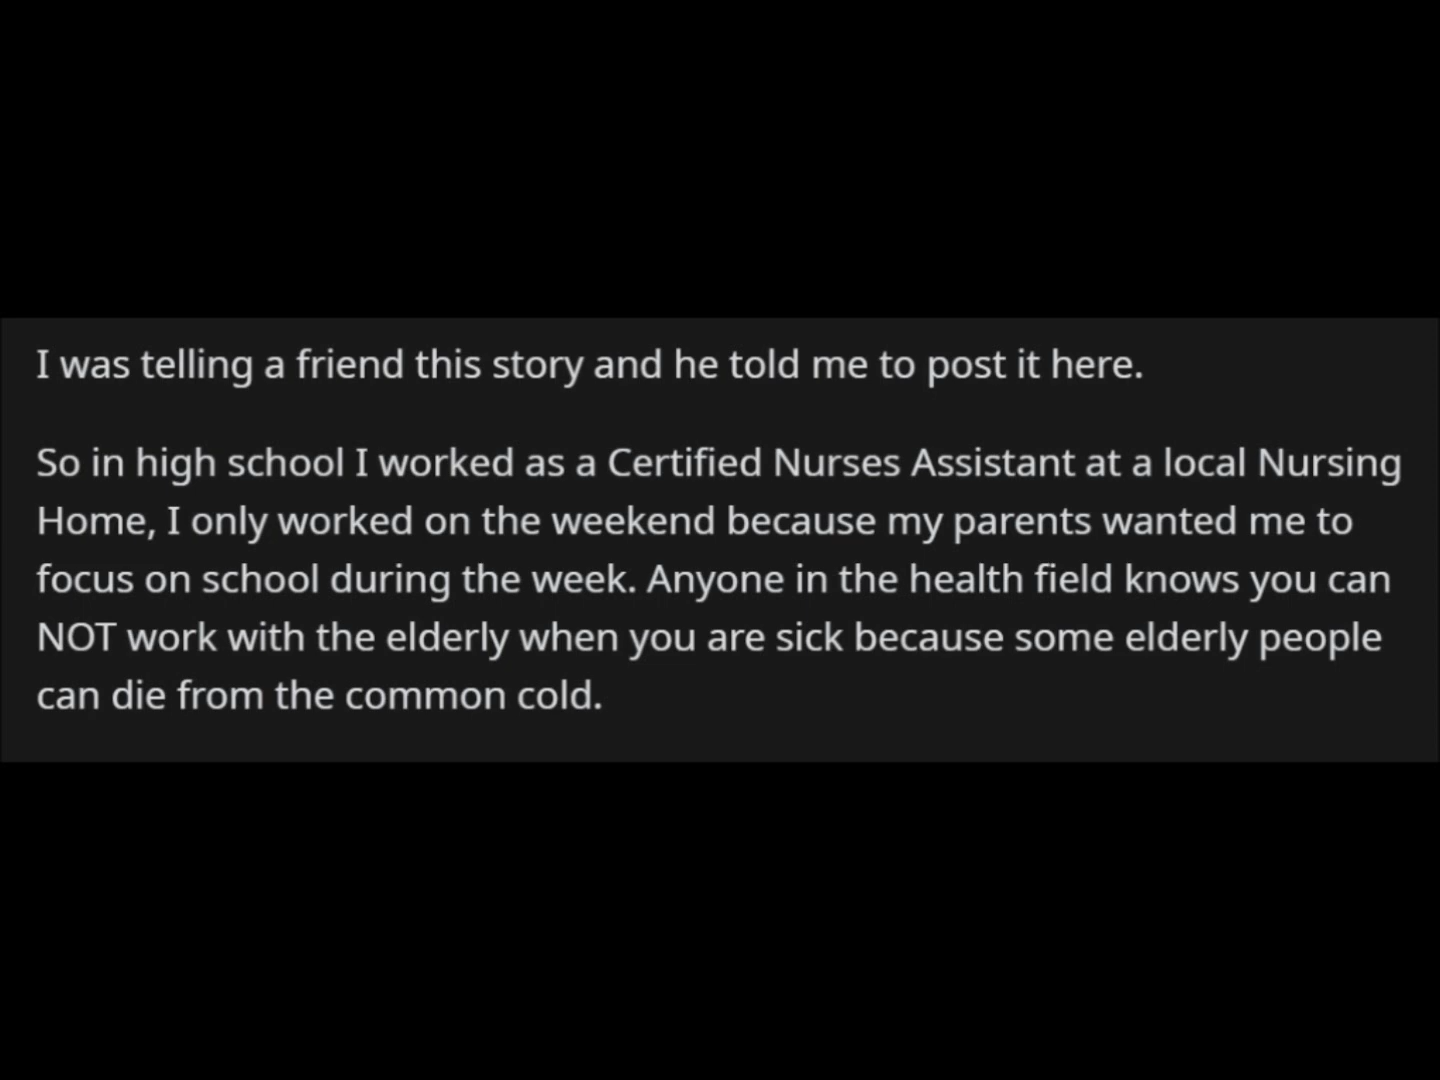 I was telling a friend this story and he told me to post it here.
So in high school I worked as a Certified Nurses Assistant at a local Nursing
Home, I only worked on the weekend because my parents wanted me to
focus on school during the week. Anyone in the health field knows you can
NOT work with the elderly when you are sick because some elderly people
can die from the common cold.